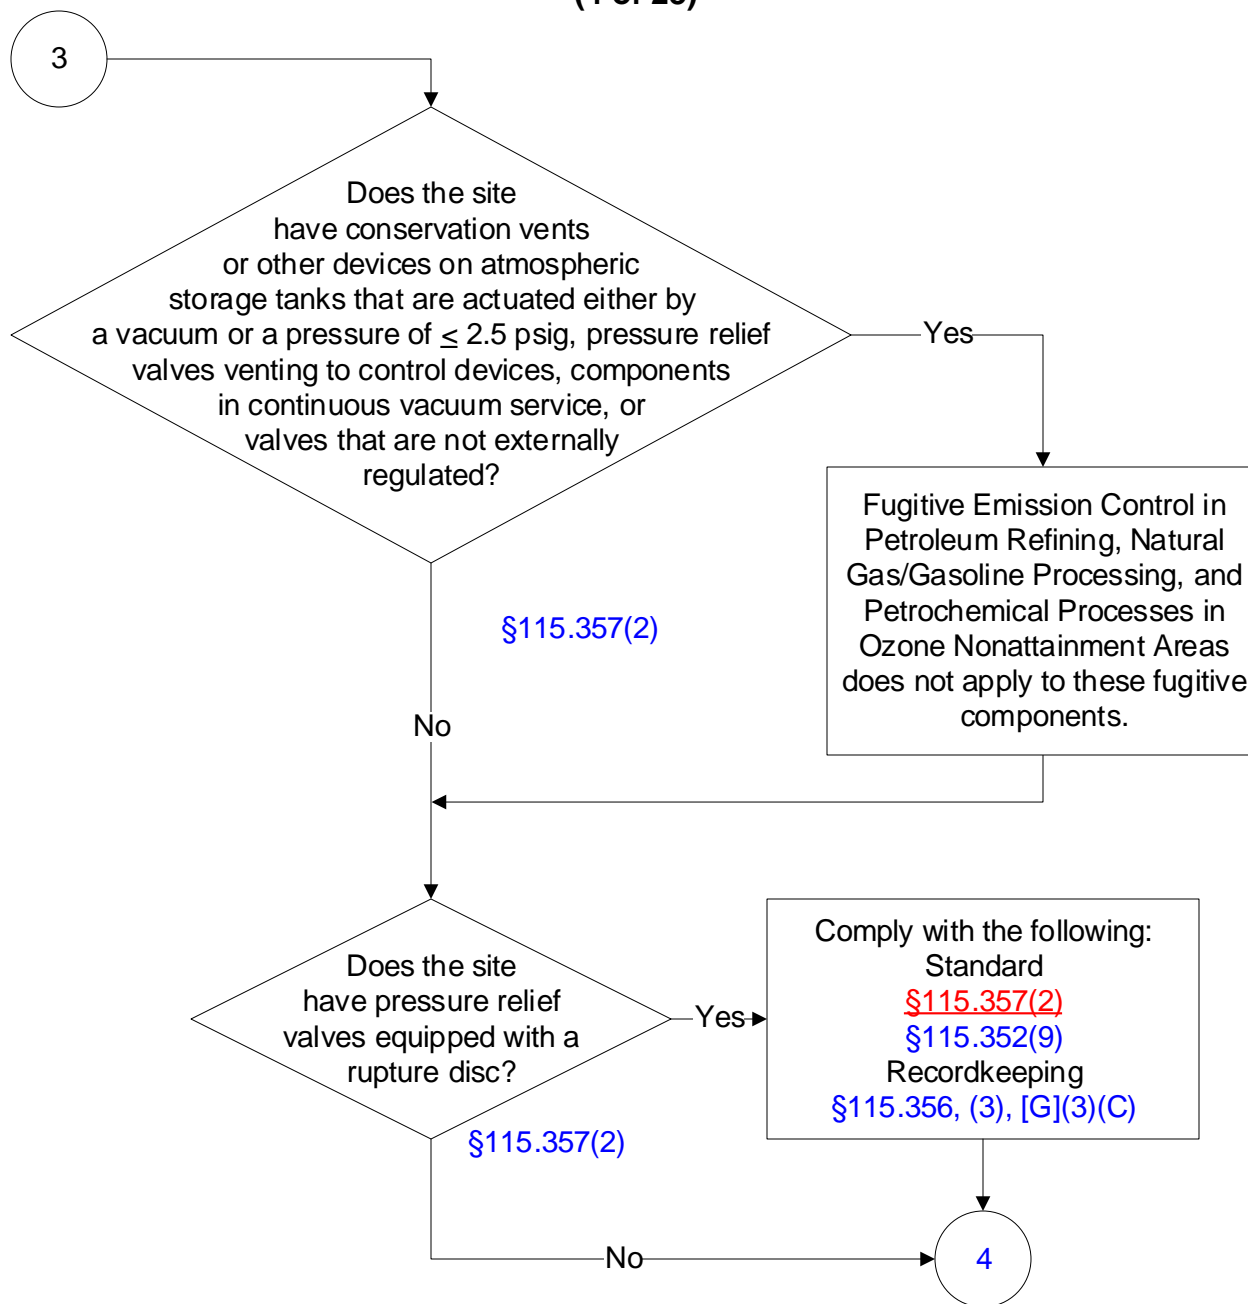 3
Does the site
have conservation vents
or other devices on atmospheric
storage tanks that are actuated either by
a vacuum or a pressure of ≤ 2.5 psig, pressure relief
valves venting to control devices, components
in continuous vacuum service, or
valves that are not externally
regulated?
Yes
Fugitive Emission Control in
Petroleum Refining, Natural
Gas/Gasoline Processing, and
Petrochemical Processes in
Ozone Nonattainment Areas
does not apply to these fugitive
components.
§115.357(2)
No
Does the site
have pressure relief
valves equipped with a
rupture disc?
Yes
Comply with the following:
Standard
§115.357(2)
§115.352(9)
Recordkeeping
§115.356, (3), [G](3)(C)
§115.357(2)
No
4